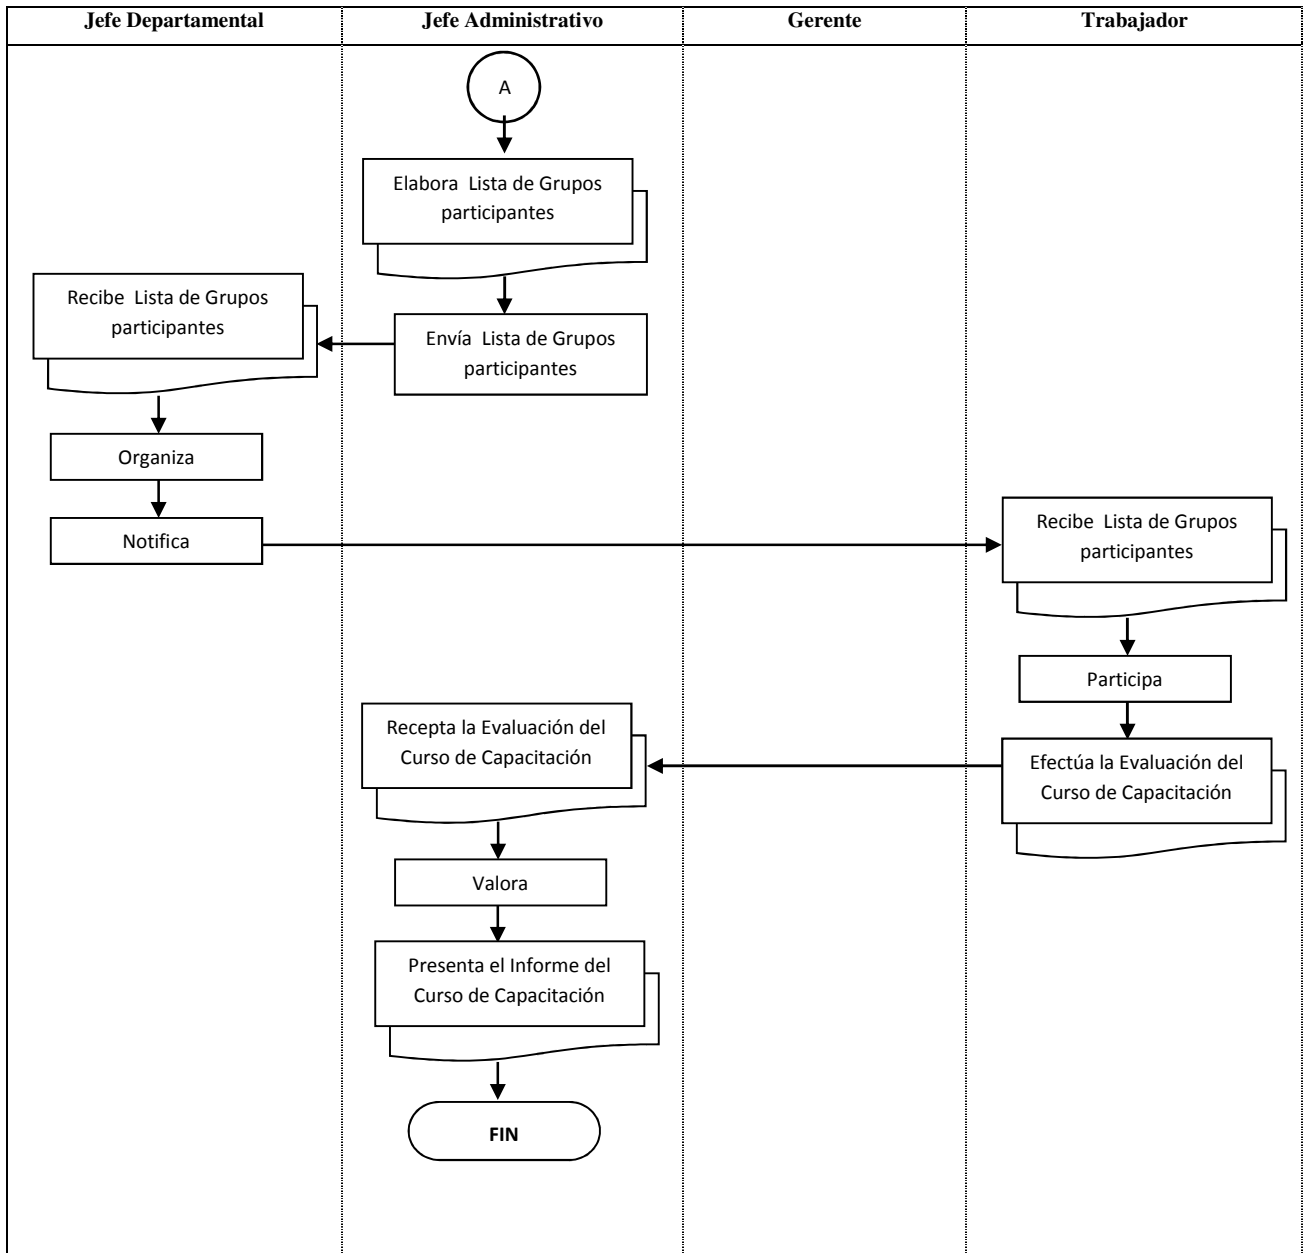 Jefe Departamental
Jefe Administrativo
Gerente
Trabajador
A
Elabora Lista de Grupos
participantes
Envía Lista de Grupos
participantes
Recibe Lista de Grupos
participantes
Organiza
Notifica
Recibe Lista de Grupos
participantes
Participa
Efectúa la Evaluación del
Curso de Capacitación
Recepta la Evaluación del
Curso de Capacitación
Valora
Presenta el Informe del
Curso de Capacitación
FIN